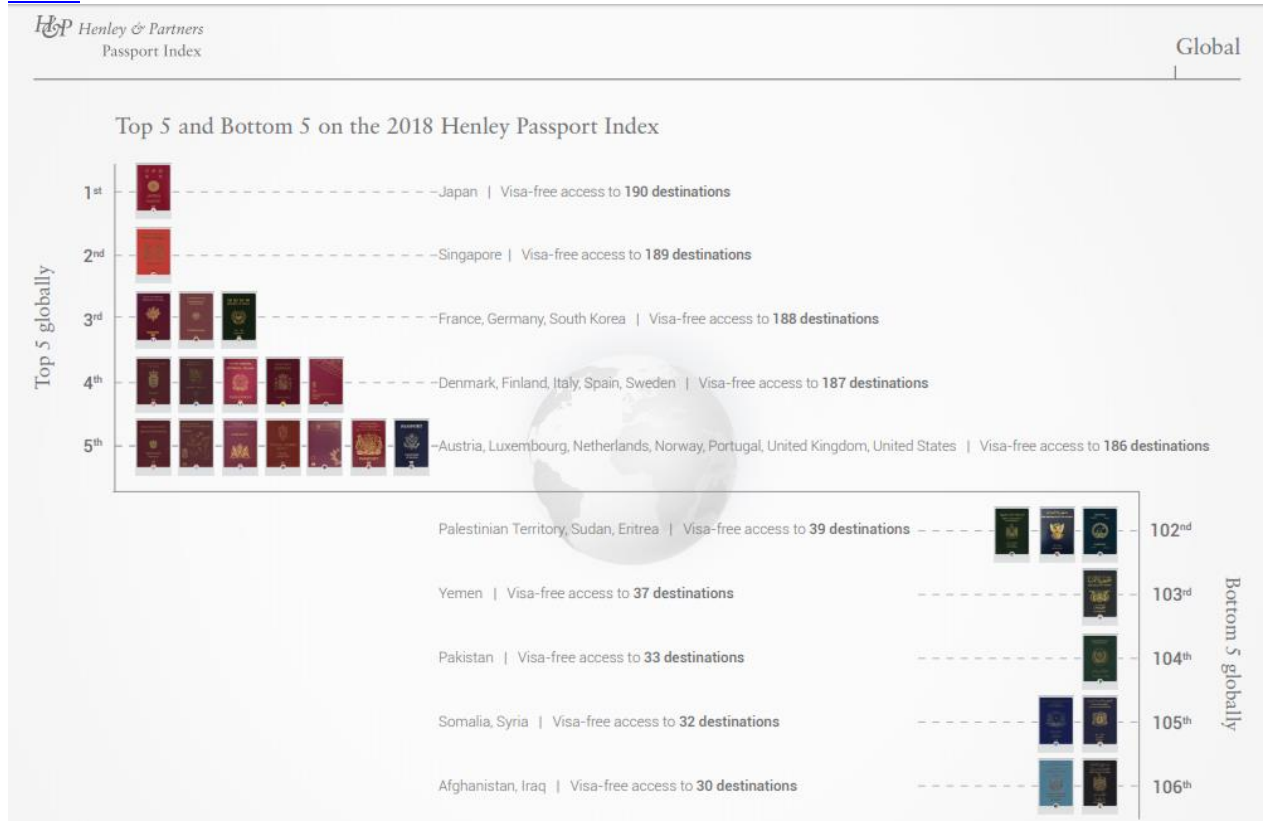 H&P Henley & Partners
Passport Index
Global
Top 5 and Bottom 5 on the 2018 Henley Passport Index
Top 5 globally
1st Japan | Visa-free access to 190 destinations
2nd Singapore | Visa-free access to 189 destinations
3rd France, Germany, South Korea | Visa-free access to 188 destinations
4th Denmark, Finland, Italy, Spain, Sweden | Visa-free access to 187 destinations
5th Austria, Luxembourg, Netherlands, Norway, Portugal, United Kingdom, United States | Visa-free access to 186 destinations
Palestinian Territory, Sudan, Eritrea | Visa-free access to 39 destinations 102nd
Yemen | Visa-free access to 37 destinations 103rd
Pakistan | Visa-free access to 33 destinations 104th
Somalia, Syria | Visa-free access to 32 destinations 105th
Afghanistan, Iraq | Visa-free access to 30 destinations 106th
Bottom 5 globally